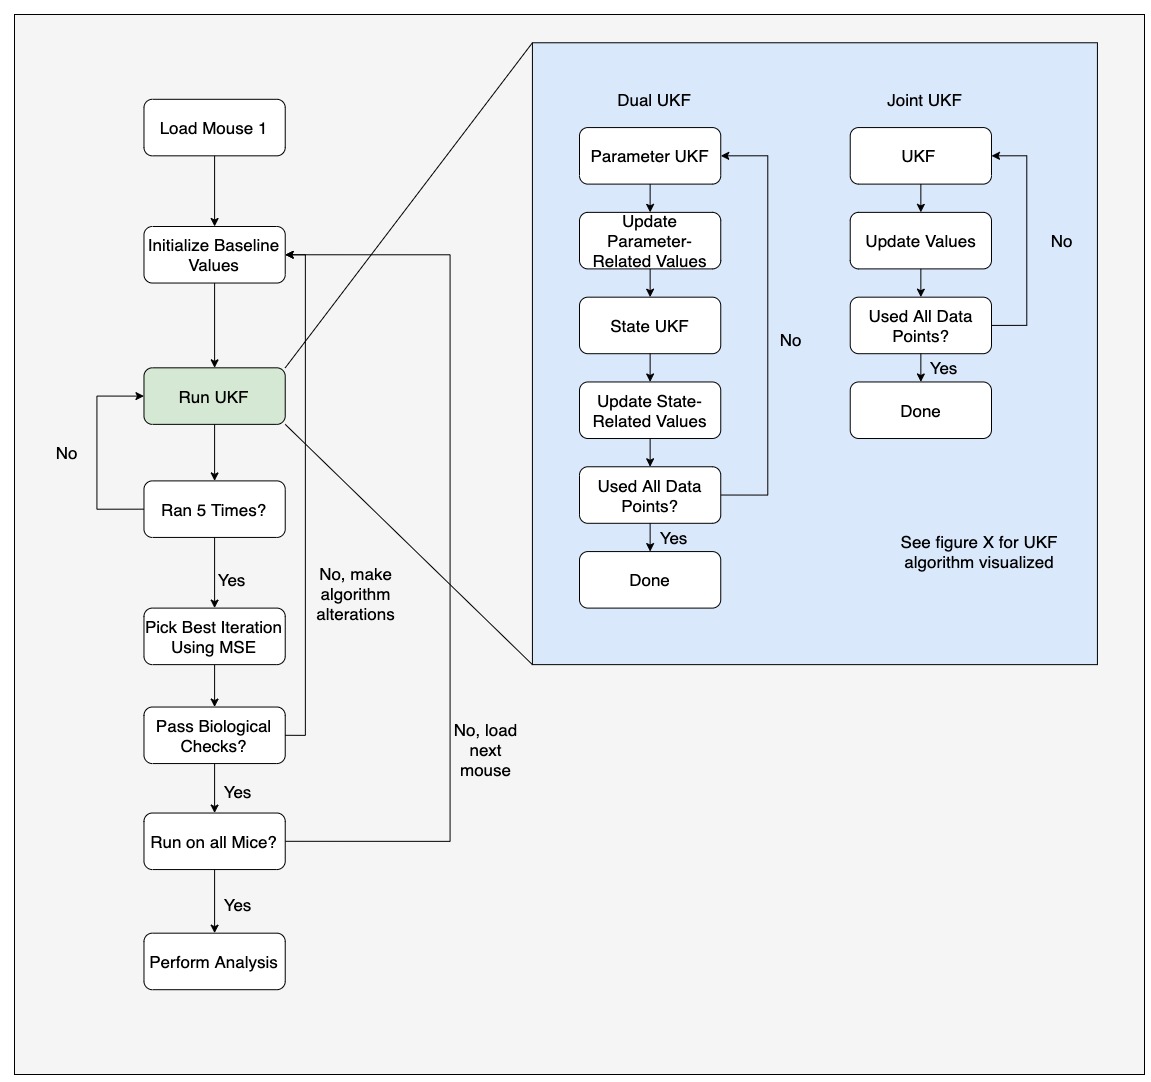 Load Mouse 1
Initialize Baseline
Values
Run UKF
No
Ran 5 Times?
Yes
No, make
algorithm
alterations
Pick Best Iteration
Using MSE
Pass Biological
Checks?
No, load
next
mouse
Yes
Run on all Mice?
Yes
Perform Analysis
Dual UKF
Parameter UKF
Update
Parameter-
Related Values
State UKF
No
Update State-
Related Values
Used All Data
Points?
Yes
Done
Joint UKF
UKF
Update Values
No
Used All Data
Points?
Yes
Done
See figure X for UKF
algorithm visualized